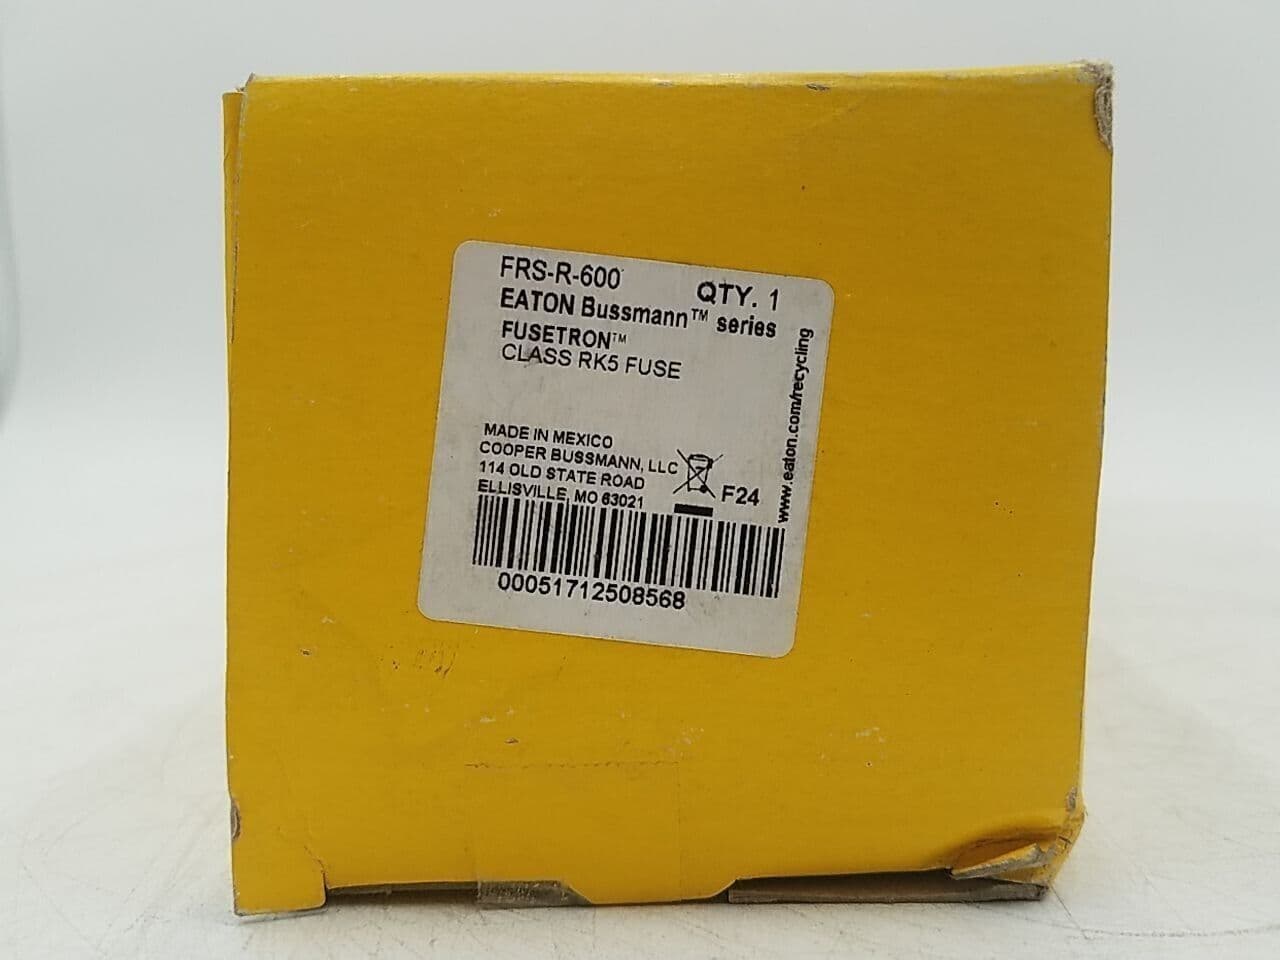 FRS-R-600
QTY. 1
EATON Bussmann™ series
FUSETRON™
CLASS RK5 FUSE
www.eaton.com/recycling
MADE IN MEXICO
COOPER BUSSMANN, LLC
114 OLD STATE ROAD
ELLISVILLE, MO 63021
F24
00051712508568